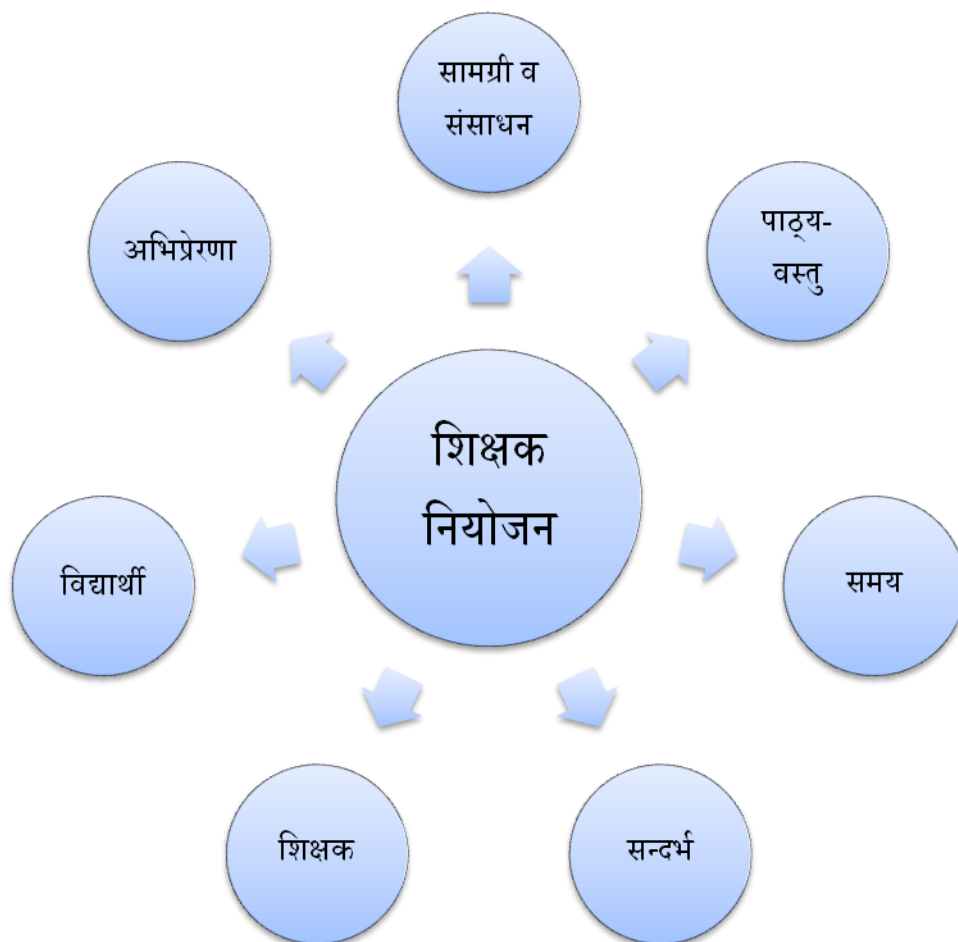 सामग्री व
संसाधन
अभिप्रेरणा
पाठ्य-
वस्तु
शिक्षक
नियोजन
विद्यार्थी
समय
शिक्षक
सन्दर्भ